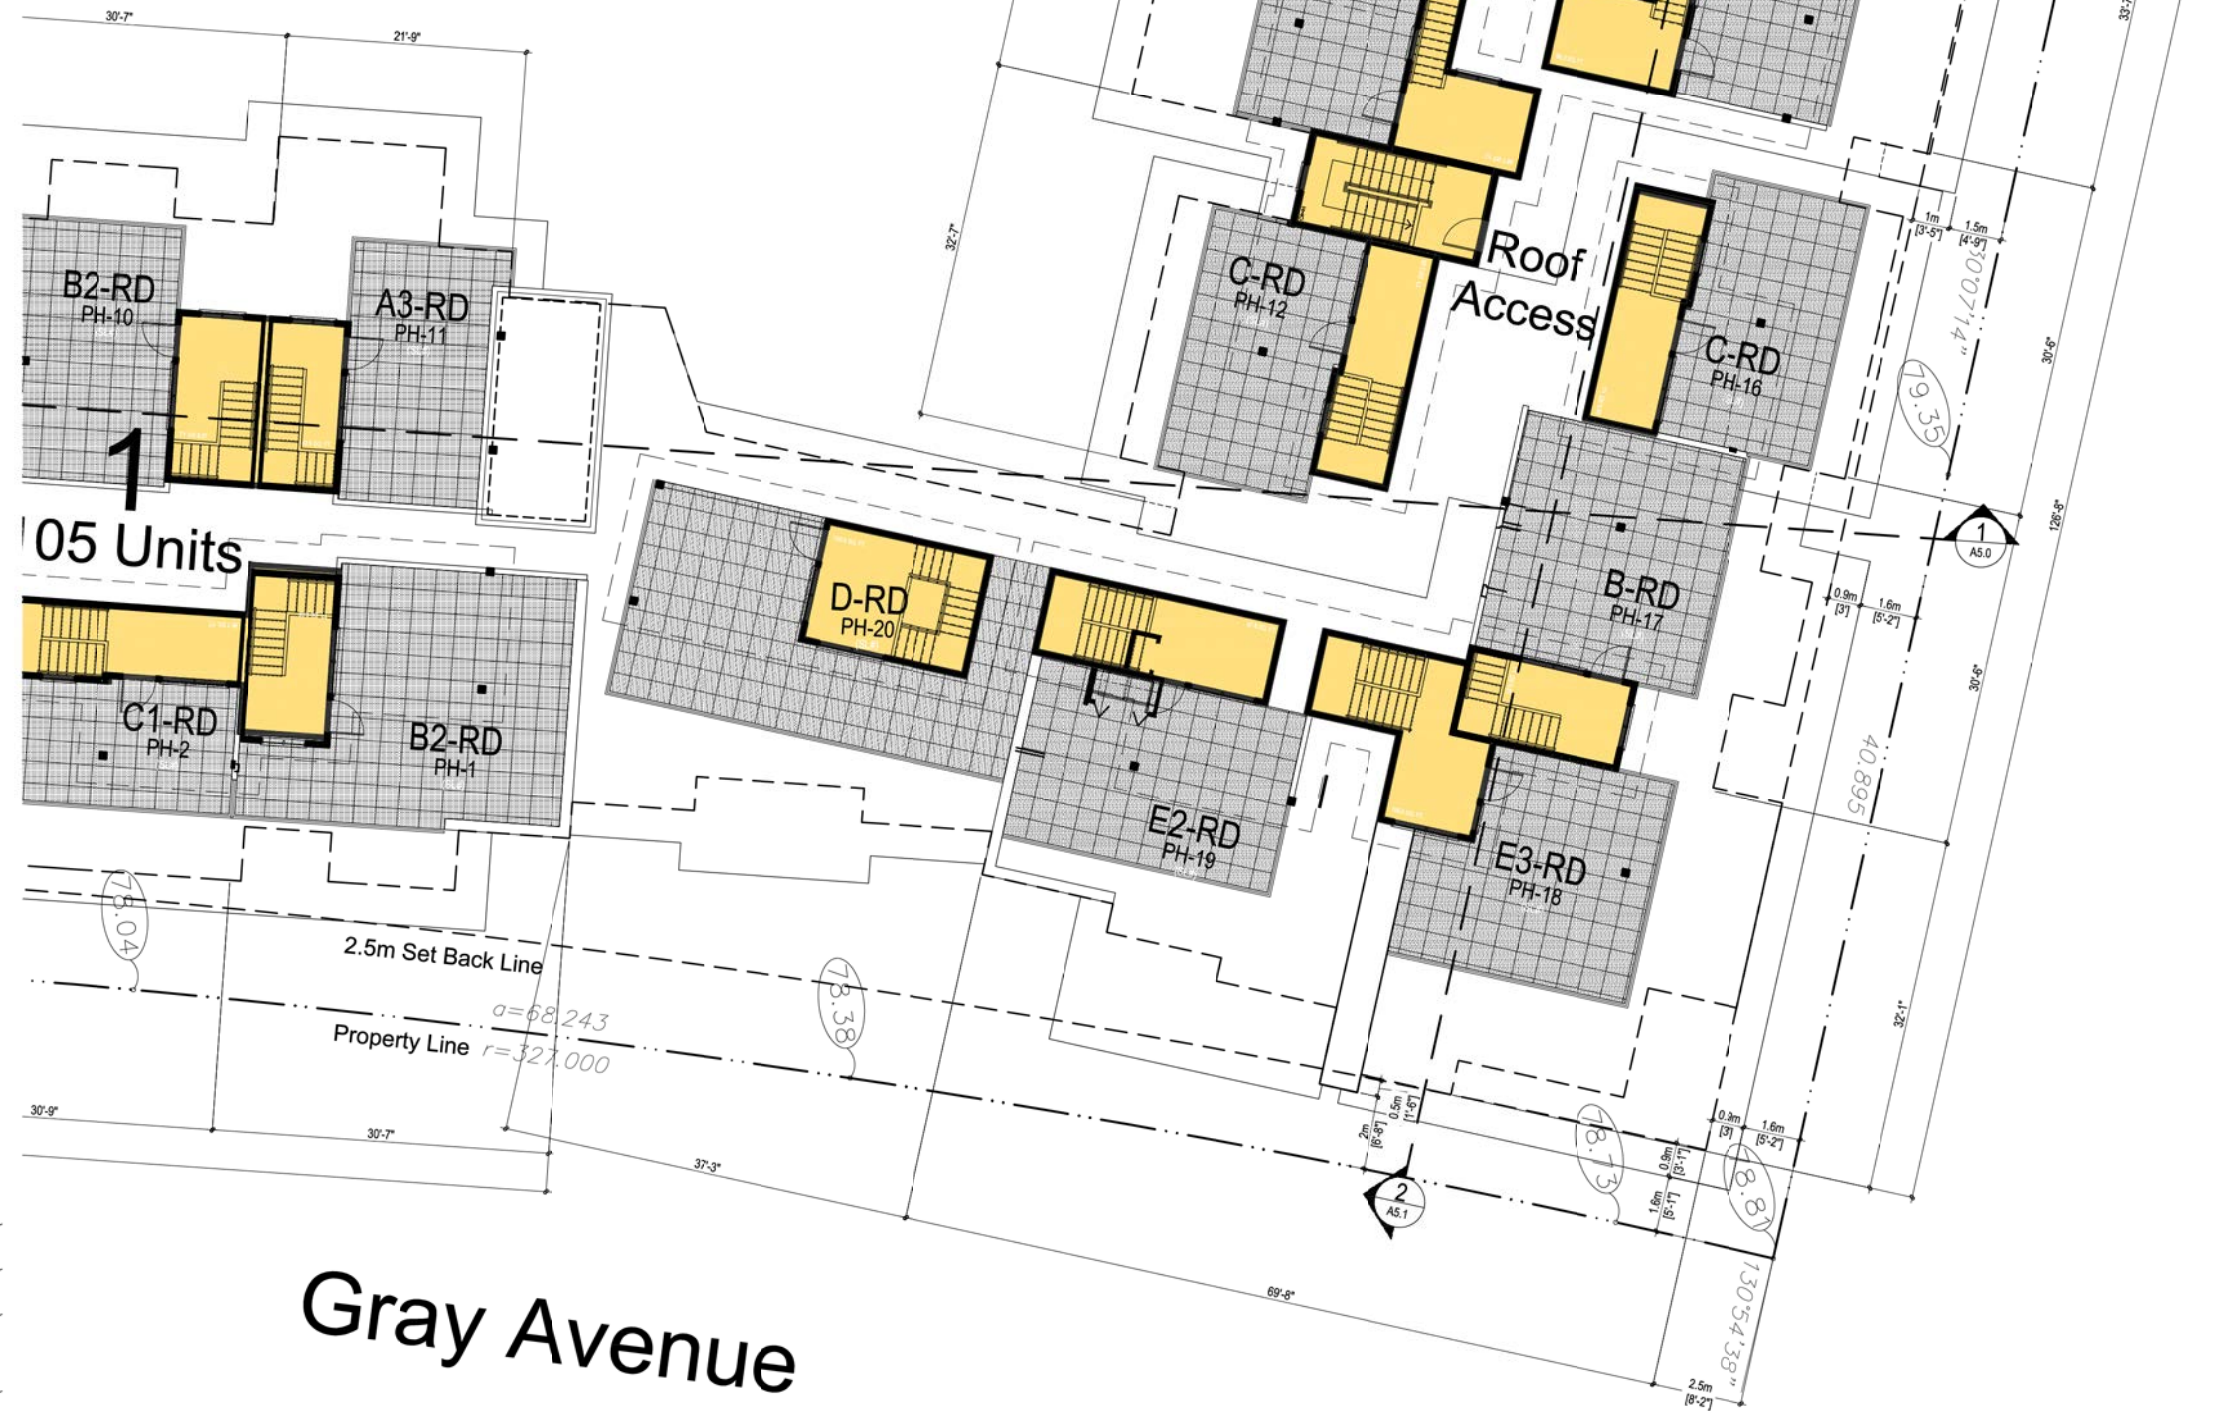 30'-7"
21'-9"
33'-
32'-7"
B2-RD
PH-10
A3-RD
PH-11
C-RD
PH-12
Roof
Access
C-RD
PH-16
1m
[3'-5"]
1.5m
[4'-9"]
130°07'14"
79.35
30'-6"
126'-8"
1
A5.0
1
05 Units
D-RD
PH-20
B-RD
PH-17
0.9m
[3']
1.6m
[5'-2"]
30'-6"
C1-RD
PH-2
B2-RD
PH-1
E2-RD
PH-19
E3-RD
PH-18
40.895
78.04
2.5m Set Back Line
78.38
a=68.243
Property Line
r=327.000
32'-1"
30'-9"
30'-7"
37'-3"
0.5m
[1'-6"]
2m
[6'-8"]
78.73
0.9m
[3'-1"]
1.6m
[5'-1"]
0.9m
[3']
1.6m
[5'-2"]
78.81
2
A5.1
69'-8"
130°54'38"
2.5m
[8'-2"]
Gray Avenue